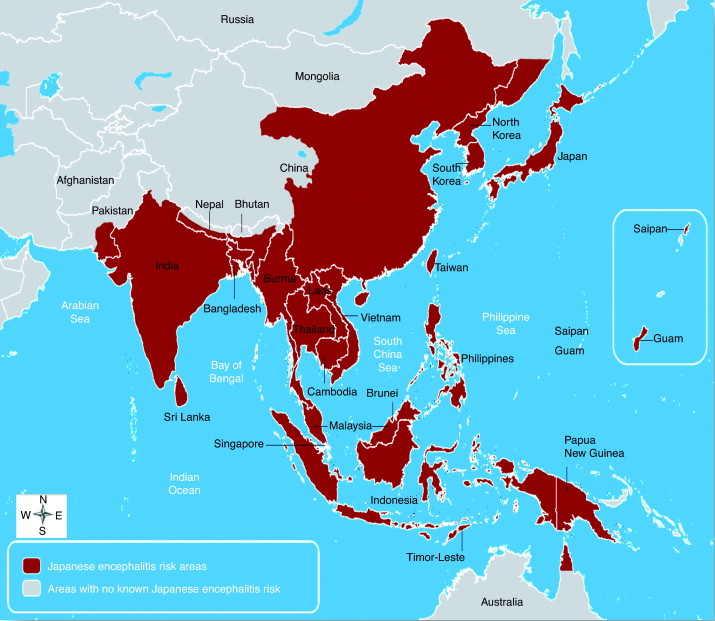 Russia
Mongolia
China
North
Korea
South
Korea
Japan
Afghanistan
Pakistan
Nepal
Bhutan
India
Burma
Laos
Taiwan
Saipan
Guam
Arabian
Sea
Bangladesh
Thailand
Vietnam
South
China
Sea
Philippine
Sea
Saipan
Guam
Bay of
Bengal
Philippines
Cambodia
Brunei
Sri Lanka
Malaysia
Singapore
Papua
New Guinea
Indian
Ocean
Indonesia
N
W
E
S
Timor-Leste
Japanese encephalitis risk areas
Areas with no known Japanese encephalitis risk
Australia